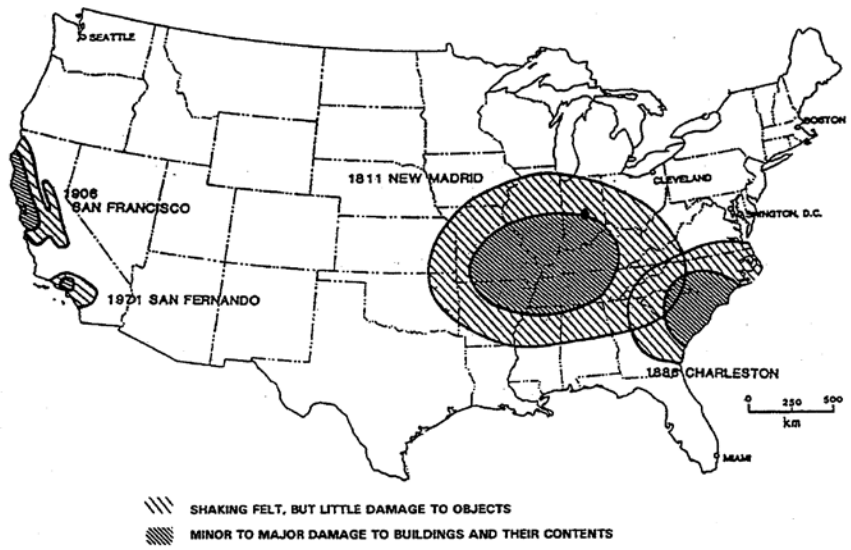 SEATTLE
BOSTON
1811 NEW MADRID
CLEVELAND
1906
SAN FRANCISCO
INGTON, D.C.
1971 SAN FERNANDO
1886 CHARLESTON
0 250 500
km
MIAMI
SHAKING FELT, BUT LITTLE DAMAGE TO OBJECTS
MINOR TO MAJOR DAMAGE TO BUILDINGS AND THEIR CONTENTS